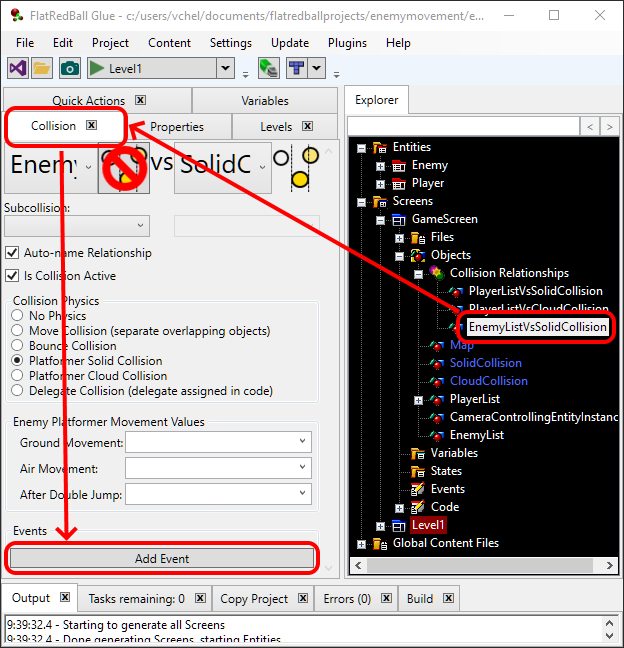 FlatRedBall Glue - c:/users/vchel/documents/flatredballprojects/enemymovement/e...
File Edit Project Content Settings Update Plugins Help
Level1
Quick Actions Variables
Collision Properties Levels
Enemy vs SolidC
Subcollision:
Auto-name Relationship
Is Collision Active
Collision Physics
No Physics
Move Collision (separate overlapping objects)
Bounce Collision
Platformer Solid Collision
Platformer Cloud Collision
Delegate Collision (delegate assigned in code)
Enemy Platformer Movement Values
Ground Movement:
Air Movement:
After Double Jump:
Events
Add Event
Explorer
< >
Entities
Enemy
Player
Screens
GameScreen
Files
Objects
Collision Relationships
PlayerListVsSolidCollision
PlayerListVsCloudCollision
EnemyListVsSolidCollision
Map
SolidCollision
CloudCollision
PlayerList
CameraControllingEntityInstanc
EnemyList
Variables
States
Events
Code
Level1
Global Content Files
Output Tasks remaining: 0 Copy Project Errors (0) Build
9:39:32.4 - Starting to generate all Screens
9:39:32.4 - Done generating Screens, starting Entities